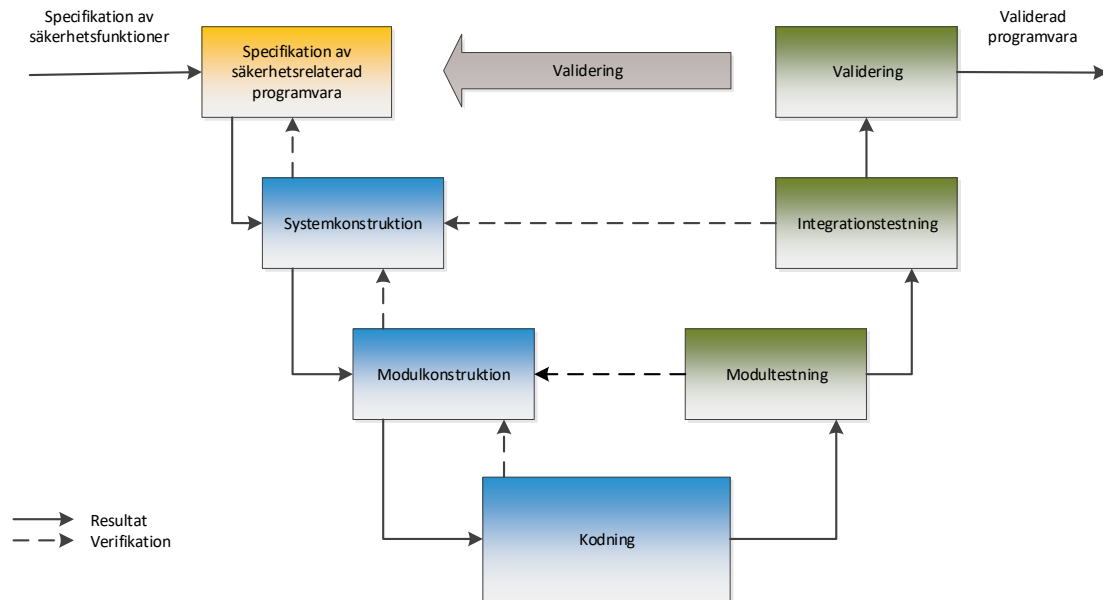 Specifikation av
säkerhetsfunktioner
Specifikation av
säkerhetsrelaterad
programvara
Validering
Validering
Validerad
programvara
Systemkonstruktion
Integrationstestning
Modulkonstruktion
Modultestning
Kodning
Resultat
Verifikation